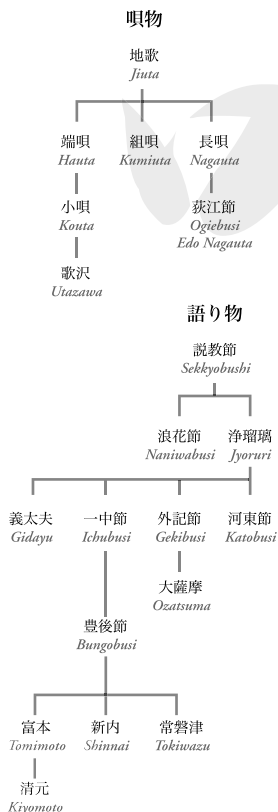 唄物
地歌
Jiuta
端唄
Hauta
組唄
Kumiuta
長唄
Nagauta
小唄
Kouta
荻江節
Ogiebusi
Edo Nagauta
歌沢
Utazawa
語り物
説教節
Sekkyobushi
浪花節
Naniwabusi
浄瑠璃
Jyoruri
義太夫
Gidayu
一中節
Ichubusi
外記節
Gekibusi
河東節
Katobusi
大薩摩
Ozatsuma
豊後節
Bungobusi
富本
Tomimoto
新内
Shinnai
常磐津
Tokiwazu
清元
Kiyomoto